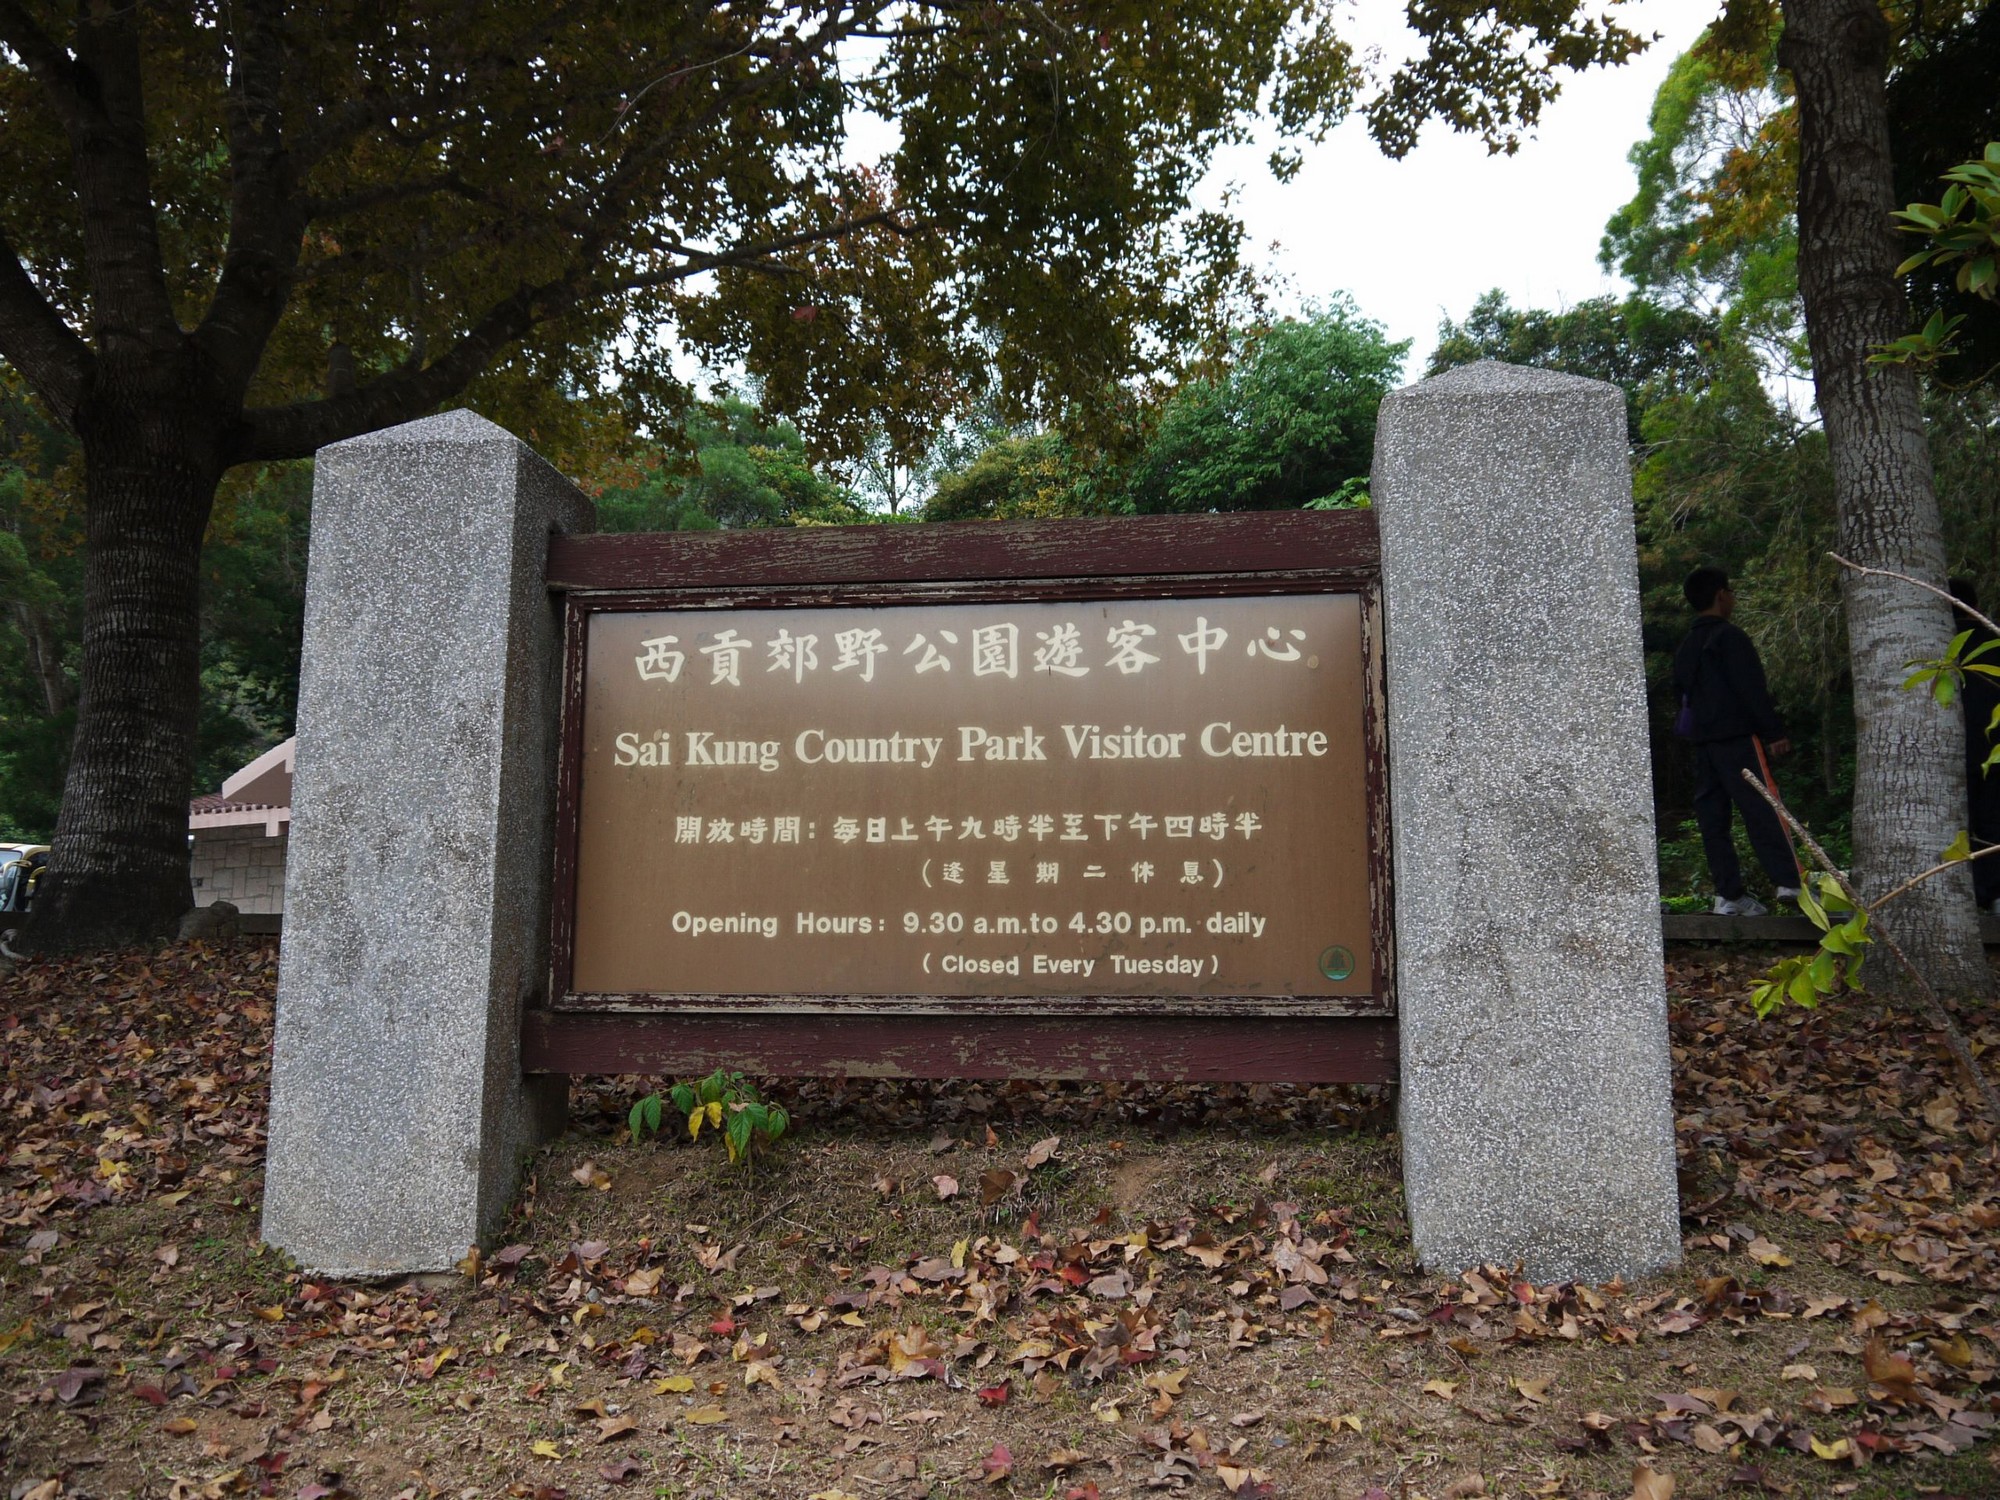 西貢郊野公園遊客中心
Sai Kung Country Park Visitor Centre
開放時間：每日上午九時半至下午四時半
（逢星期二休息）
Opening Hours: 9.30 a.m. to 4.30 p.m. daily
( Closed Every Tuesday )